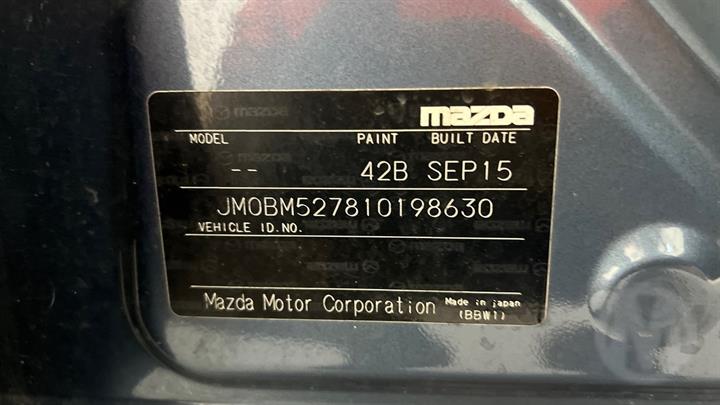 mazda
MODEL PAINT BUILT DATE
-- 42B SEP15
JM0BM527810198630
VEHICLE ID.NO.
Mazda Motor Corporation Made in japan
(BBW1)